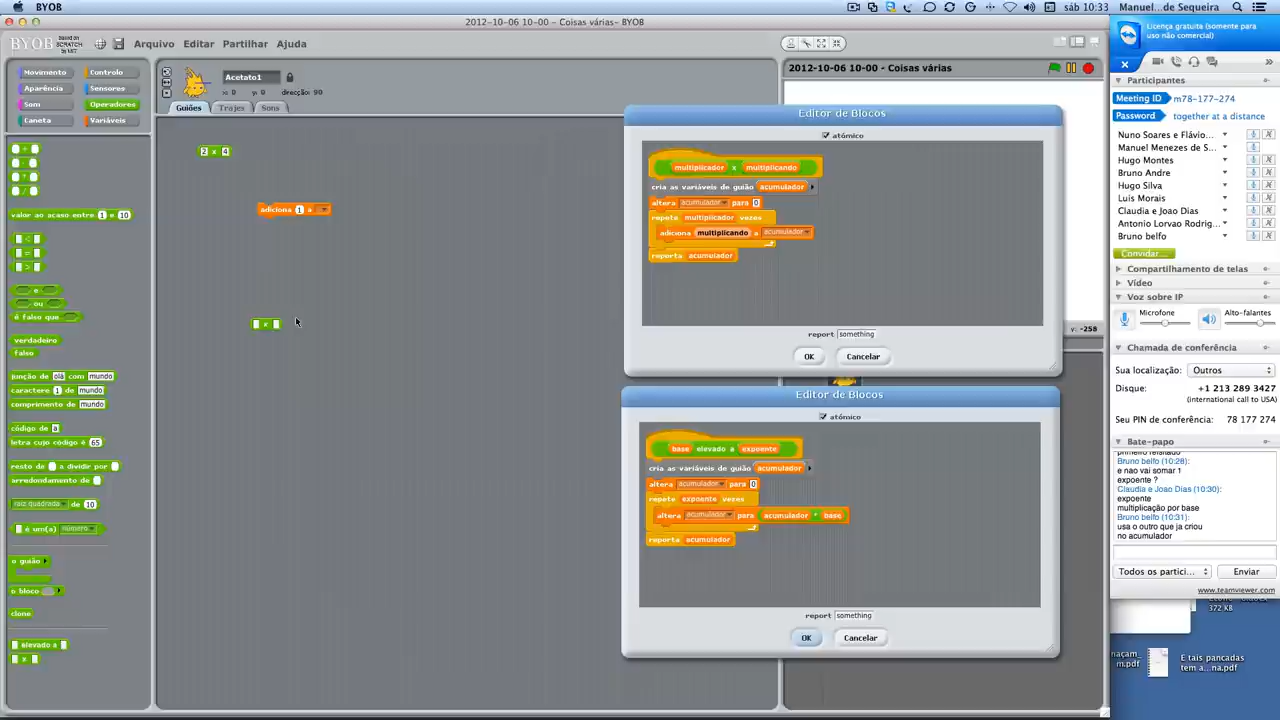 BYOB
sáb 10:33 Manuel...de Sequeira
2012-10-06 10-00 - Coisas várias- BYOB
BYOB
Arquivo Editar Partilhar Ajuda
Movimento Controlo
Aparência Sensores
Som Operadores
Caneta Variáveis
Acetato1
x: 0 y: 0 direcção: 90
Guiões Trajes Sons
2012-10-06 10-00 - Coisas várias
+
-
*
/
valor ao acaso entre 1 e 10
<
=
>
e
ou
é falso que
verdadeiro
falso
junção de olá com mundo
caractere 1 de mundo
comprimento de mundo
código de a
letra cujo código é 65
resto de a dividir por
arredondamento de
raiz quadrada de 10
é um(a) número
o guião
o bloco
clone
elevado a
x
2 x 4
adiciona 1 a
x
Editor de Blocos
atómico
multiplicador x multiplicando
cria as variáveis de guião acumulador
altera acumulador para 0
repete multiplicador vezes
adiciona multiplicando a acumulador
reporta acumulador
report something
OK Cancelar
y: -258
Editor de Blocos
atómico
base elevado a expoente
cria as variáveis de guião acumulador
altera acumulador para 0
repete expoente vezes
altera acumulador para acumulador * base
reporta acumulador
report something
OK Cancelar
Licença gratuita (somente para
uso não comercial)
Participantes
Meeting ID m78-177-274
Password together at a distance
Nuno Soares e Flávio...
Manuel Menezes de S...
Hugo Montes
Bruno Andre
Hugo Silva
Luis Morais
Claudia e Joao Dias
Antonio Lorvao Rodrig...
Bruno belfo
Convidar...
Compartilhamento de telas
Vídeo
Voz sobre IP
Microfone Alto-falantes
Chamada de conferência
Sua localização: Outros
Disque: +1 213 289 3427
(international call to USA)
Seu PIN de conferência: 78 177 274
Bate-papo
Bruno belfo (10:28):
e nao vai somar 1
expoente ?
Claudia e Joao Dias (10:30):
expoente
multiplicação por base
Bruno belfo (10:31):
usa o outro que ja criou
no acumulador
Todos os partici... Enviar
www.teamviewer.com
372 KB
naçam_
m.pdf
E tais pancadas
tem a...na.pdf